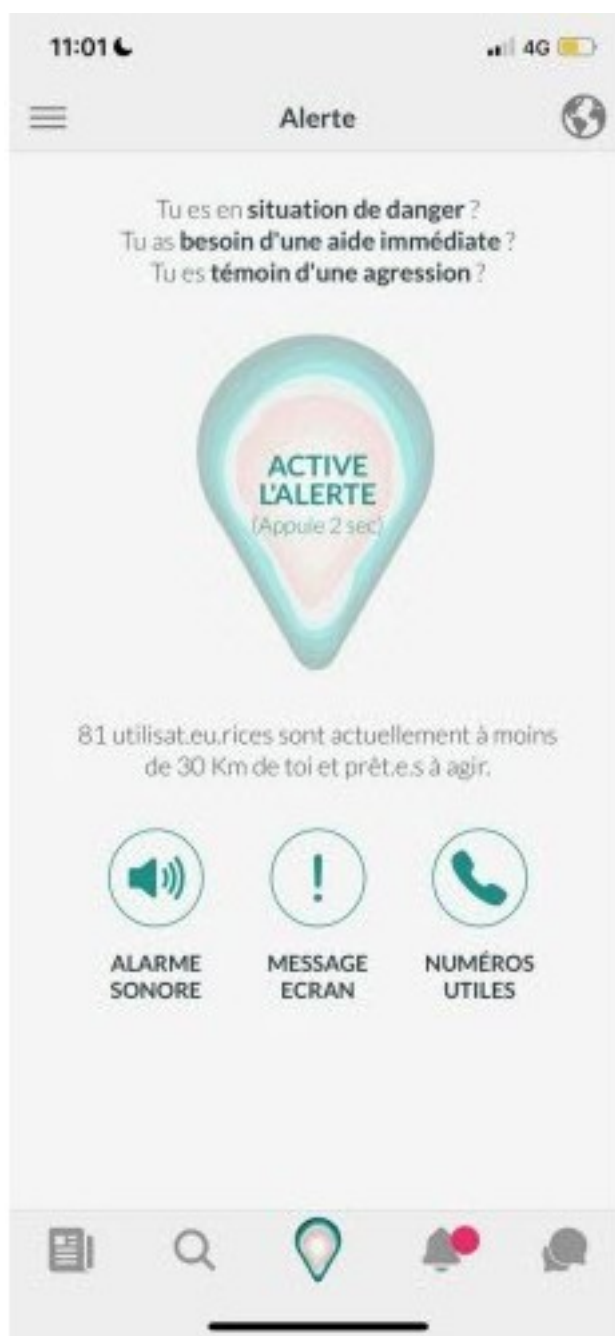 11:01
4G
Alerte
Tu es en situation de danger ?
Tu as besoin d'une aide immédiate ?
Tu es témoin d'une agression ?
ACTIVE
L'ALERTE
(Appuie 2 sec)
81 utilisat.eu.rices sont actuellement à moins
de 30 Km de toi et prêt.e.s à agir.
ALARME
SONORE
MESSAGE
ECRAN
NUMÉROS
UTILES